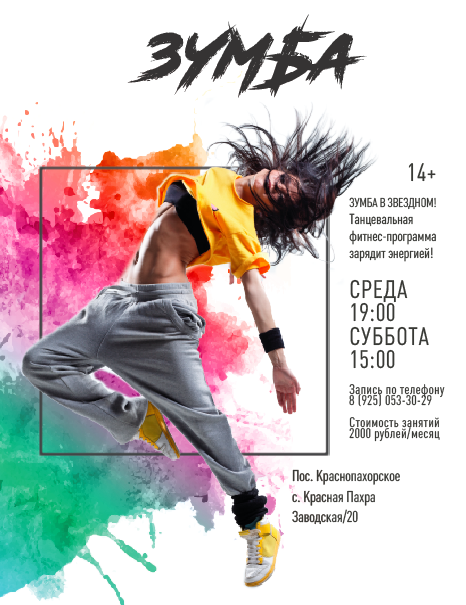 ЗУМБА
14+
ЗУМБА В ЗВЕЗДНОМ!
Танцевальная
фитнес-программа
зарядит энергией!
СРЕДА
19:00
СУББОТА
15:00
Запись по телефону
8 (925) 053-30-29
Стоимость занятий
2000 рублей/месяц
Пос. Краснопахорское
с. Красная Пахра
Заводская/20